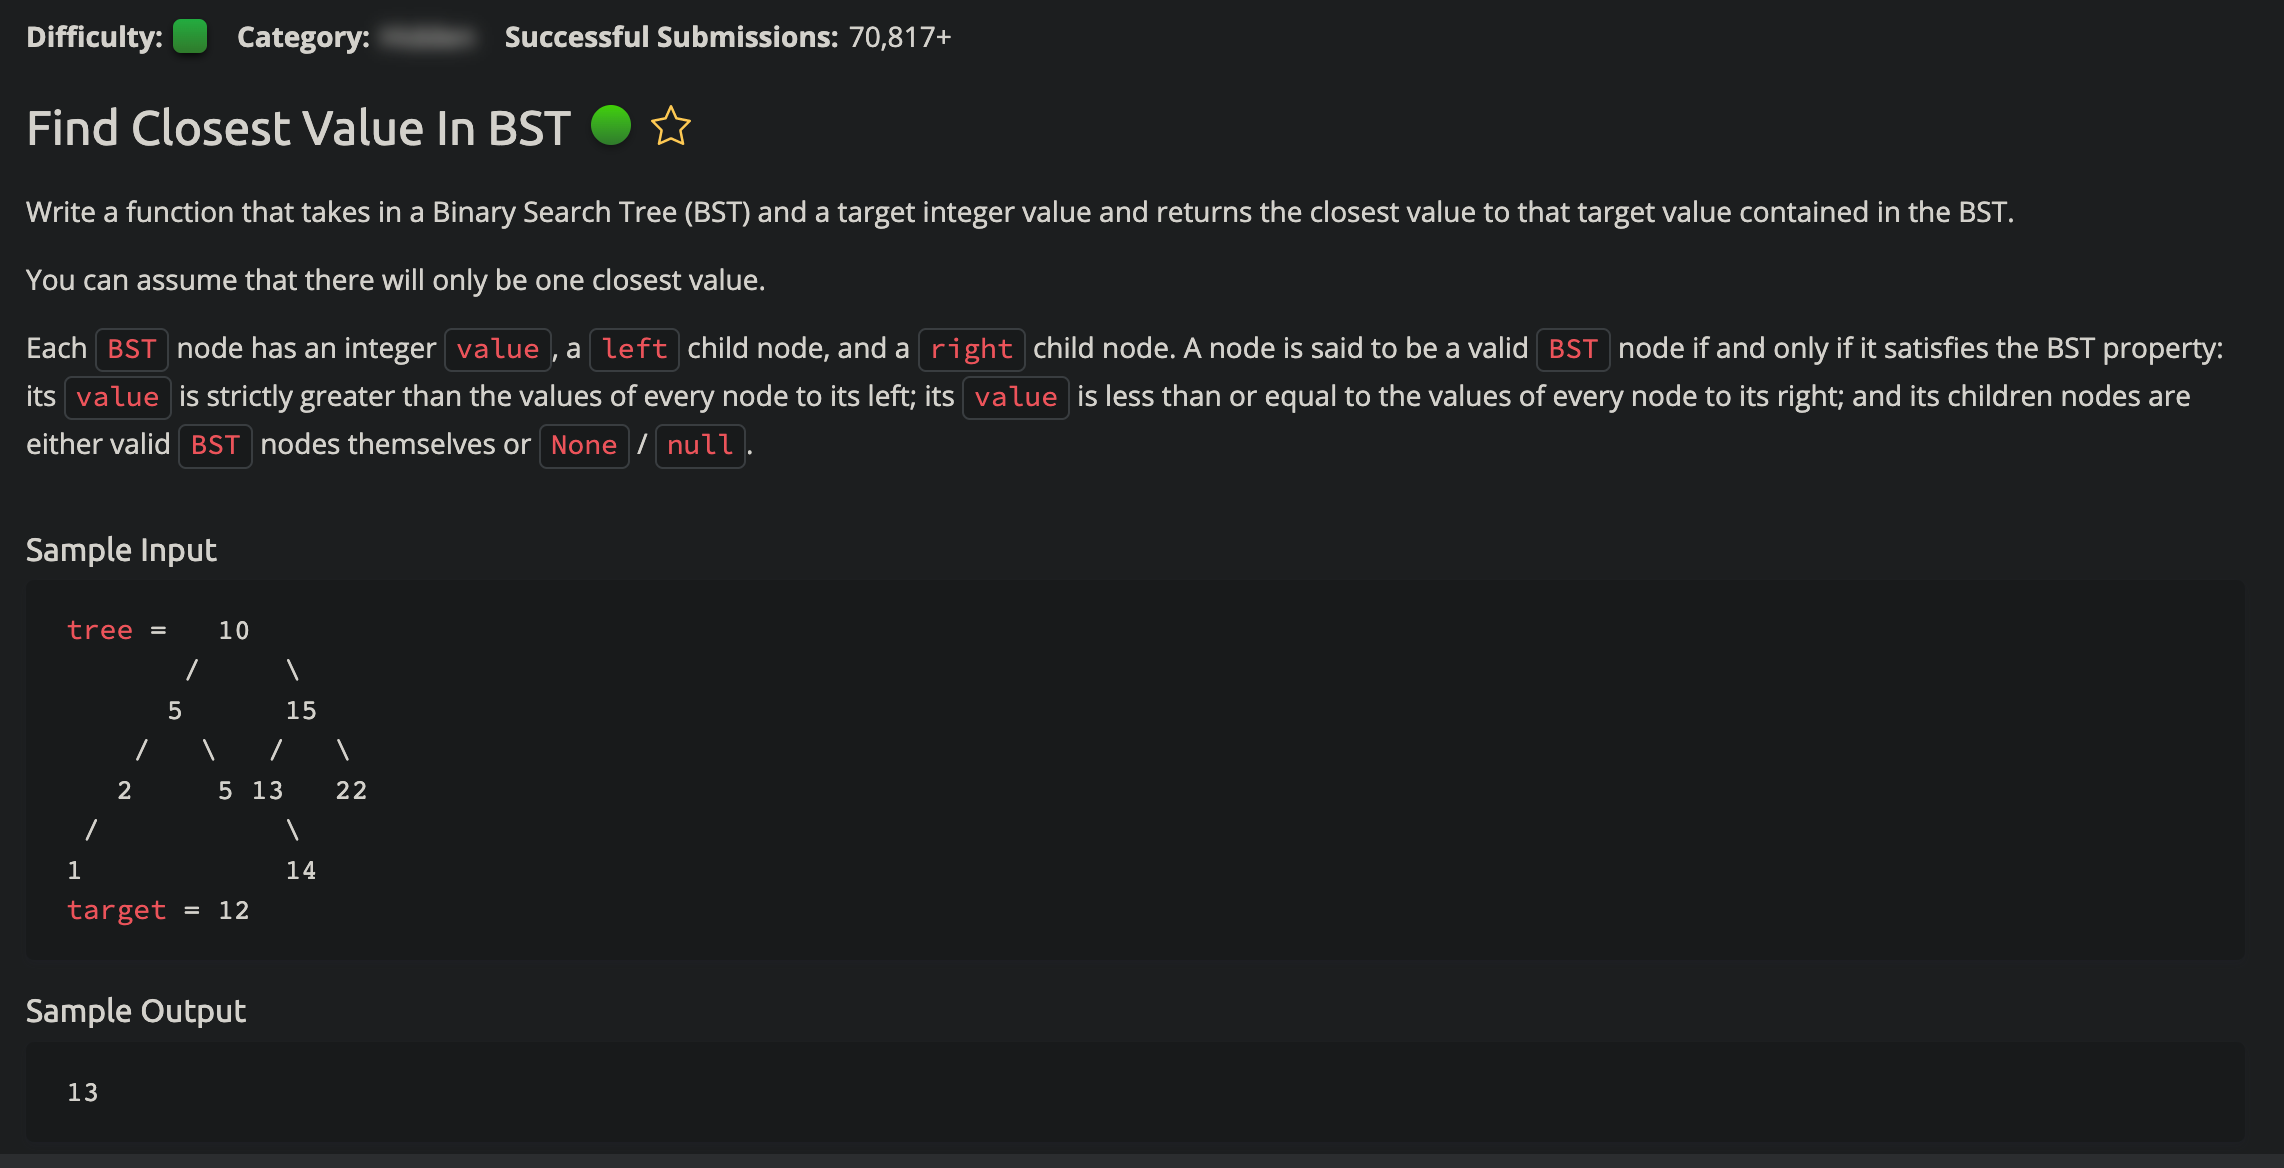 Difficulty: Category: Successful Submissions: 70,817+
Find Closest Value In BST
Write a function that takes in a Binary Search Tree (BST) and a target integer value and returns the closest value to that target value contained in the BST.
You can assume that there will only be one closest value.
Each BST node has an integer value, a left child node, and a right child node. A node is said to be a valid BST node if and only if it satisfies the BST property:
its value is strictly greater than the values of every node to its left; its value is less than or equal to the values of every node to its right; and its children nodes are
either valid BST nodes themselves or None / null.
Sample Input
tree =   10
       /     \
      5      15
    /   \   /   \
   2     5 13   22
 /           \
1            14
target = 12
Sample Output
13